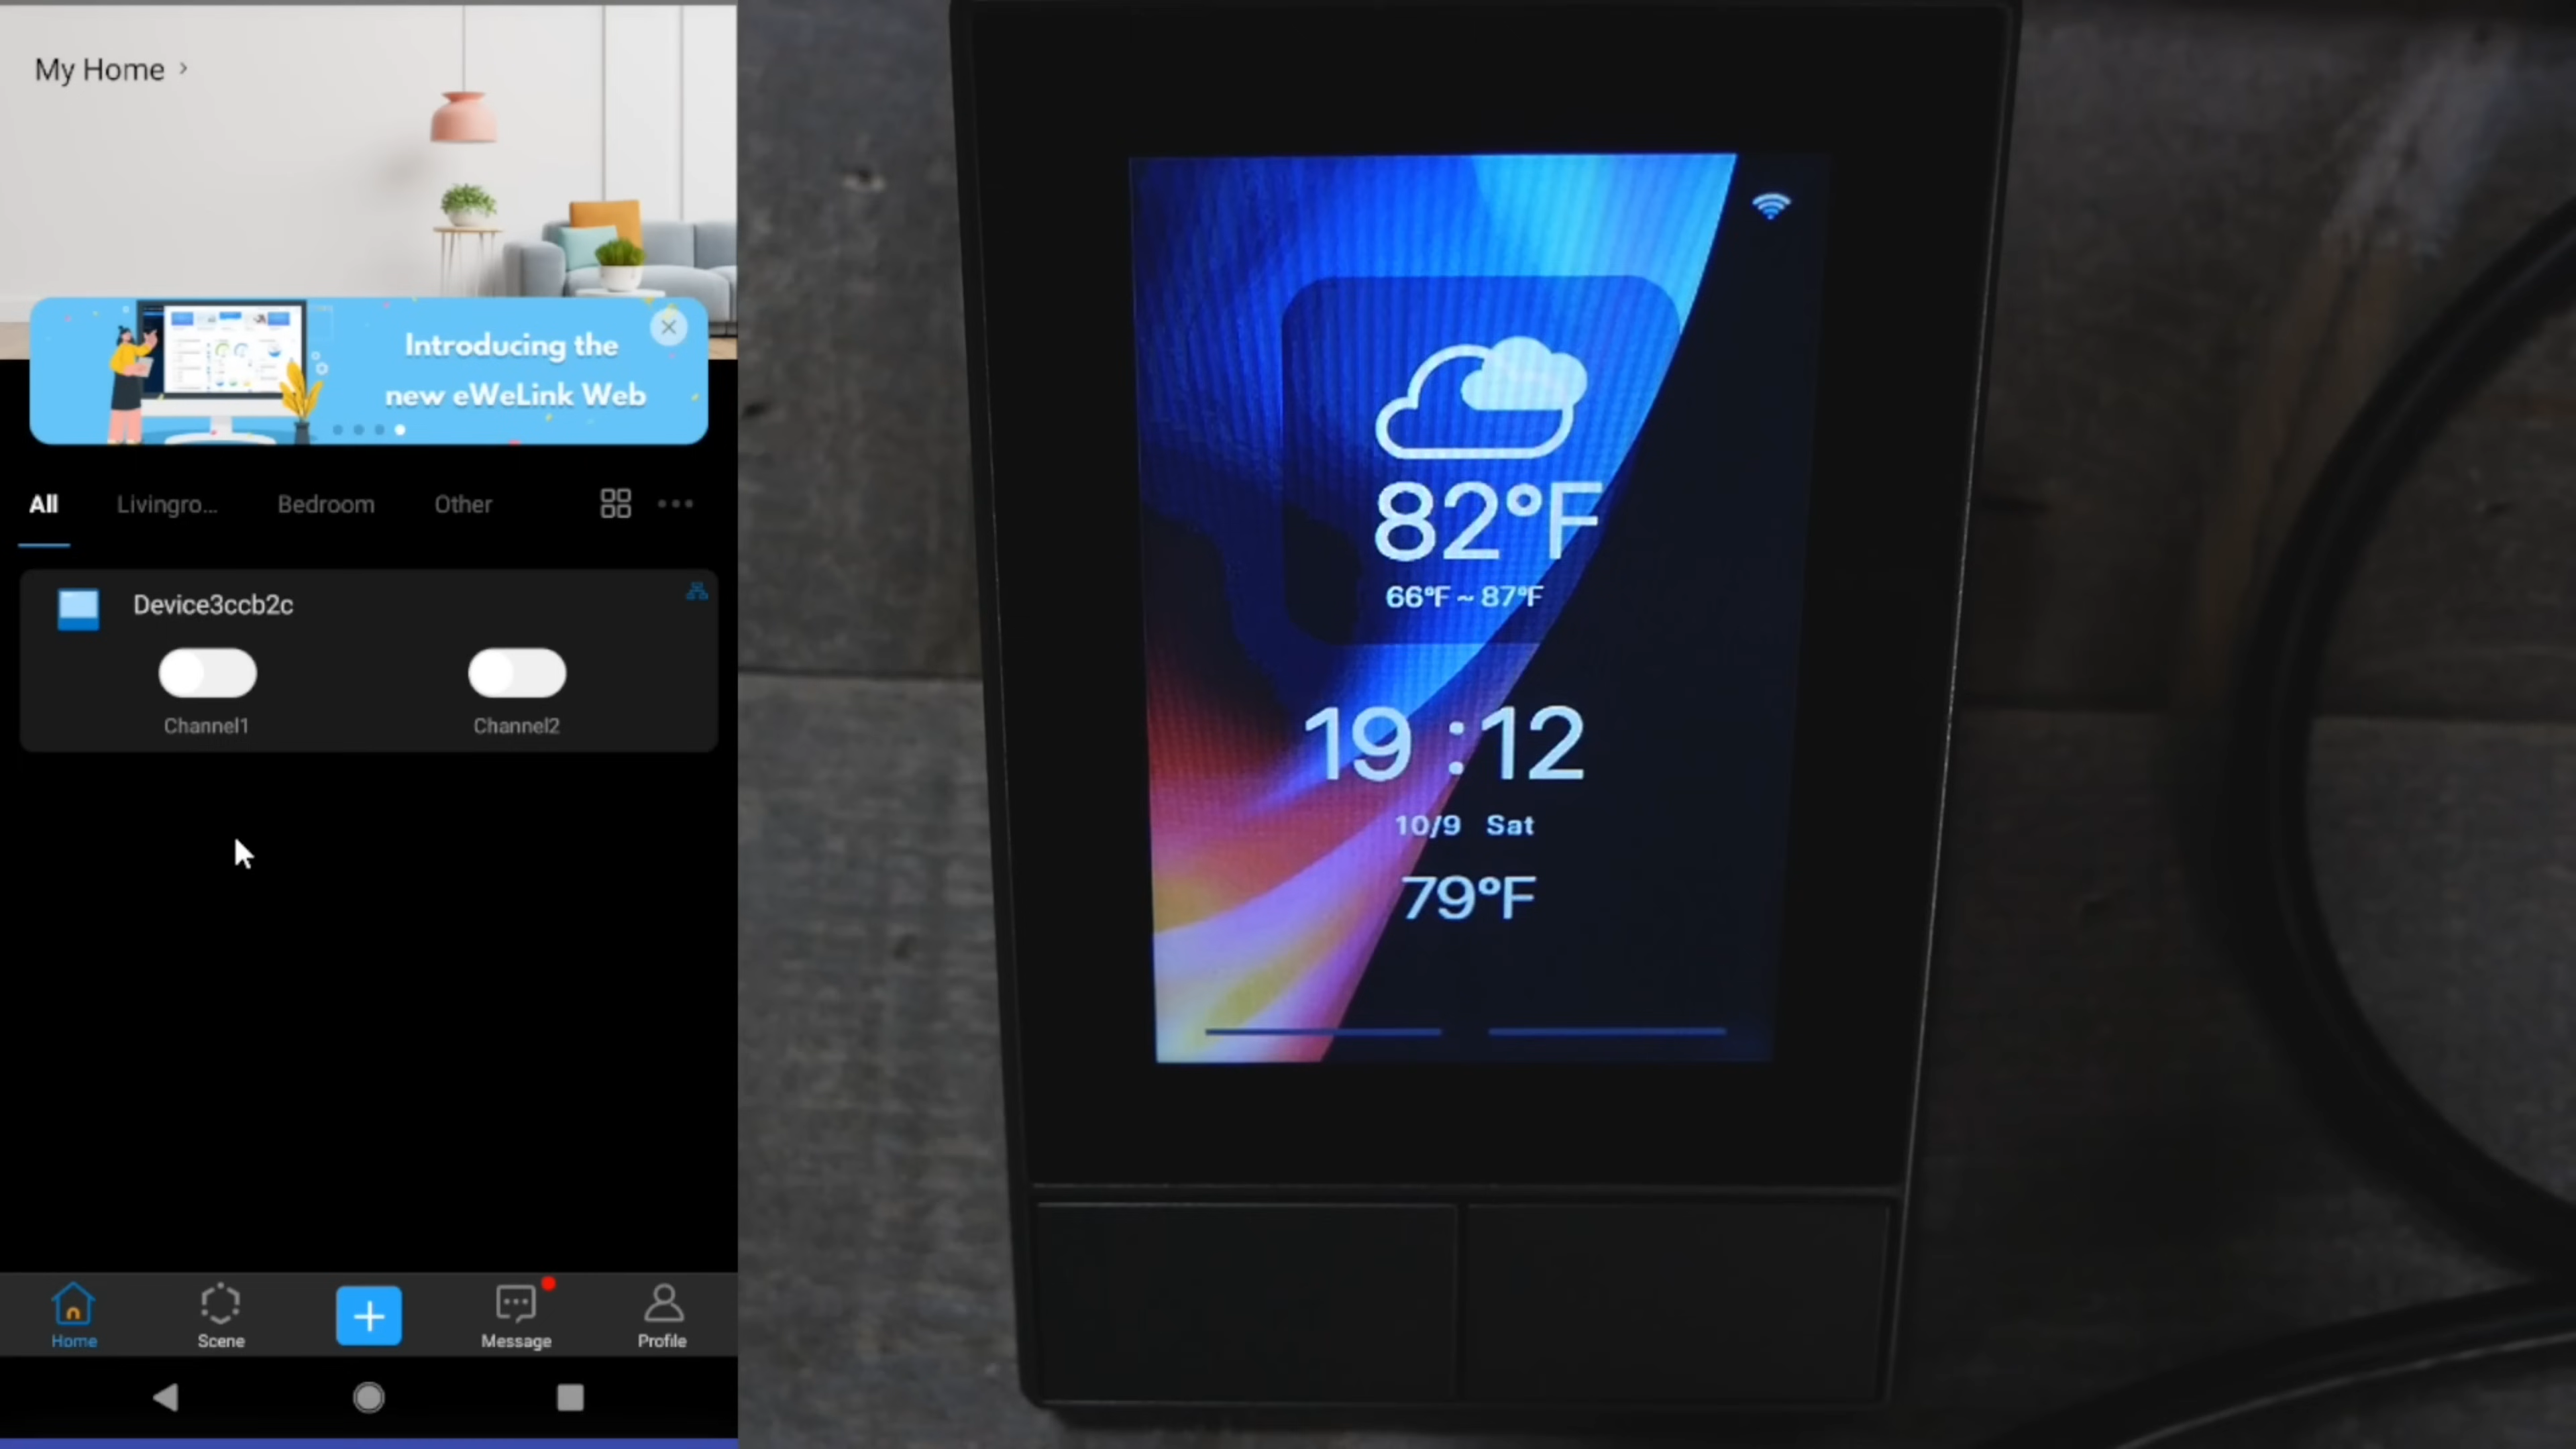 My Home >
Introducing the
new eWeLink Web
All Livingro... Bedroom Other
Device3ccb2c
Channel1 Channel2
Home Scene Message Profile
82°F
66°F ~ 87°F
19 :12
10/9 Sat
79°F